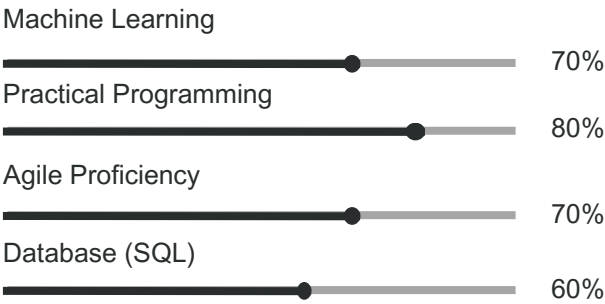 Machine Learning
70%
Practical Programming
80%
Agile Proficiency
70%
Database (SQL)
60%